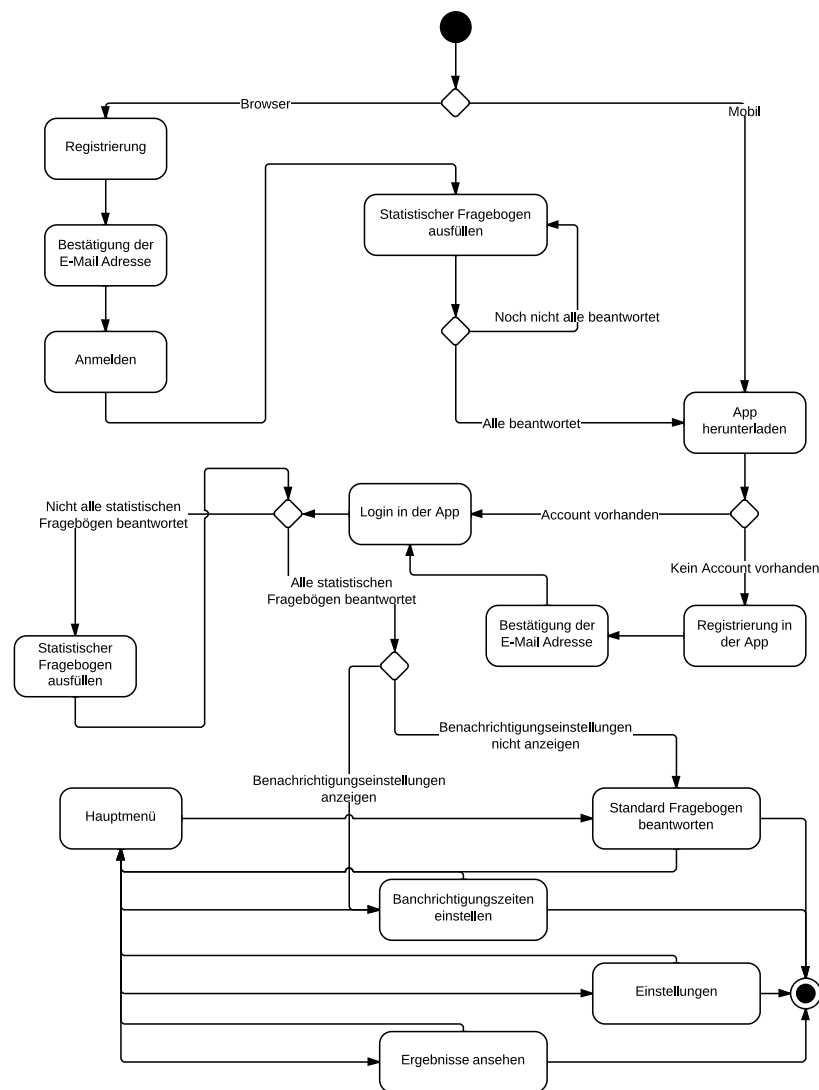 Browser
Mobil
Registrierung
Statistischer Fragebogen
ausfüllen
Bestätigung der
E-Mail Adresse
Noch nicht alle beantwortet
Anmelden
App
herunterladen
Alle beantwortet
Nicht alle statistischen
Fragebögen beantwortet
Login in der App
Account vorhanden
Kein Account vorhanden
Alle statistischen
Fragebögen beantwortet
Bestätigung der
E-Mail Adresse
Registrierung in
der App
Statistischer
Fragebogen
ausfüllen
Benachrichtigungseinstellungen
nicht anzeigen
Benachrichtigungseinstellungen
anzeigen
Hauptmenü
Standard Fragebogen
beantworten
Banchrichtigungszeiten
einstellen
Einstellungen
Ergebnisse ansehen